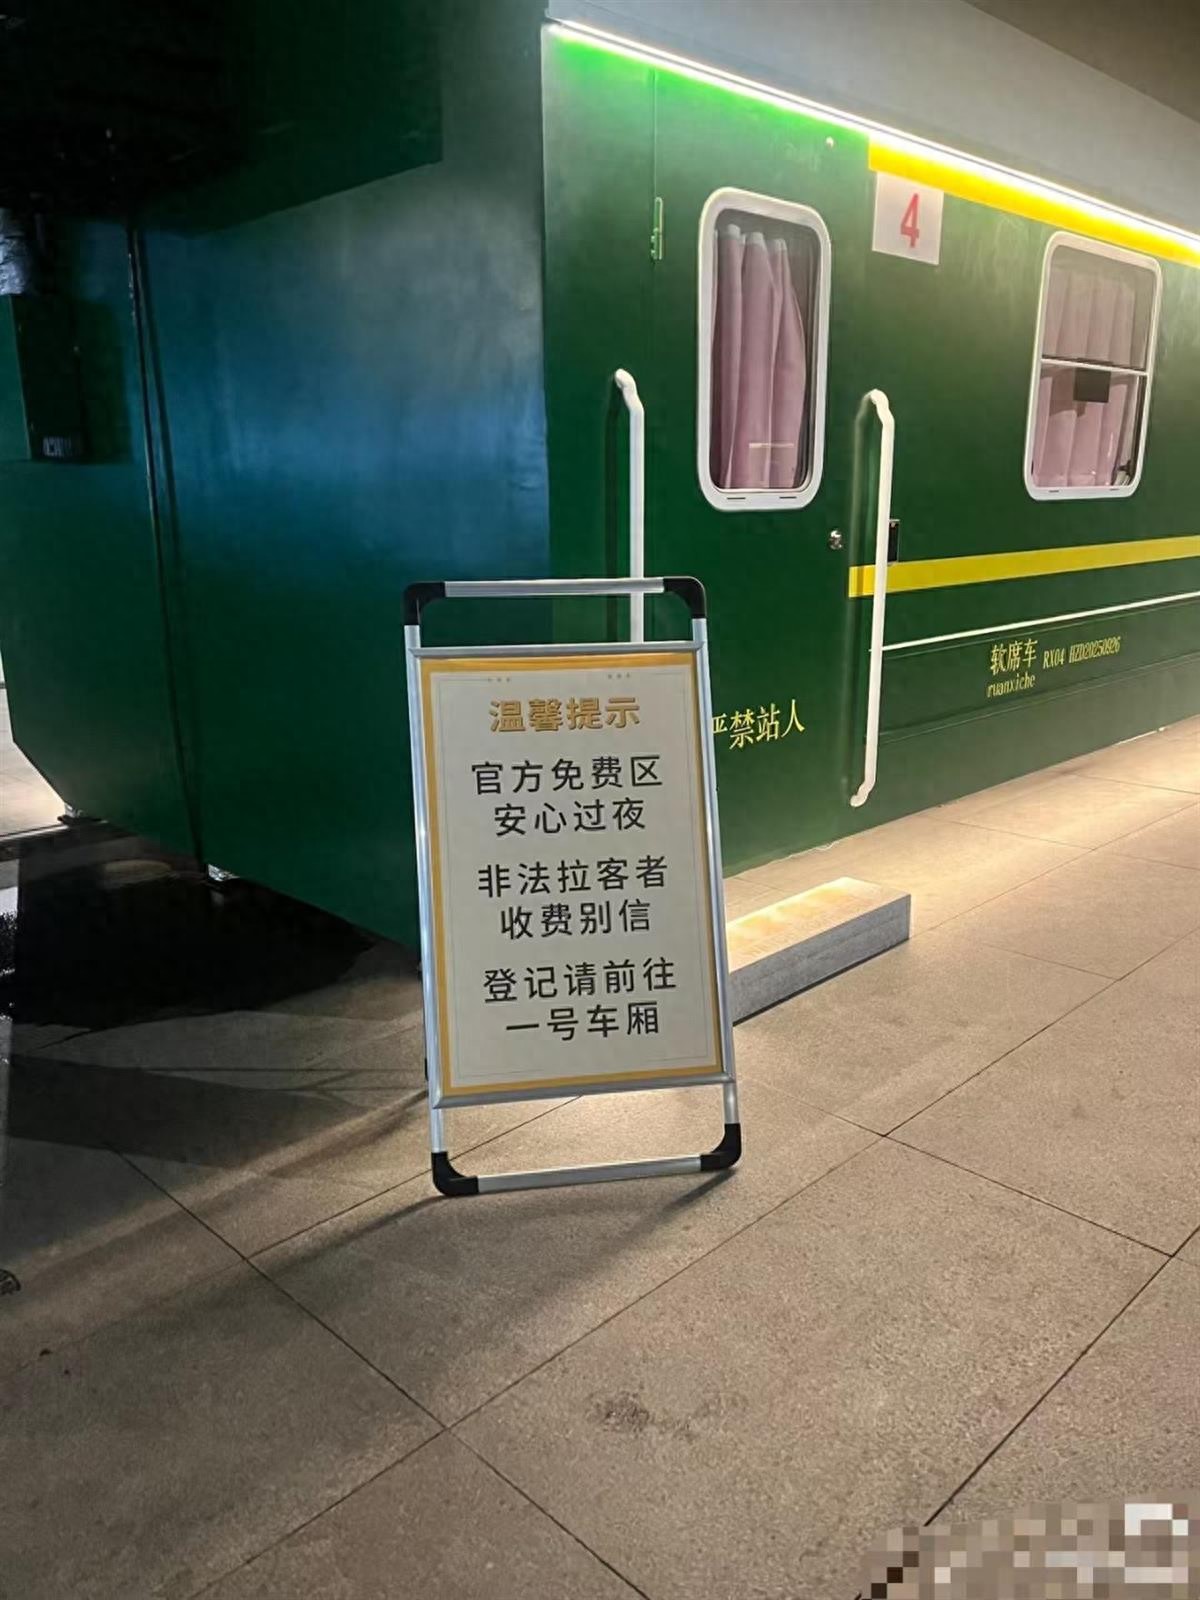 4
软席车 RX04 HZD20250926
ruanxiche
严禁站人
温馨提示
官方免费区
安心过夜
非法拉客者
收费别信
登记请前往
一号车厢